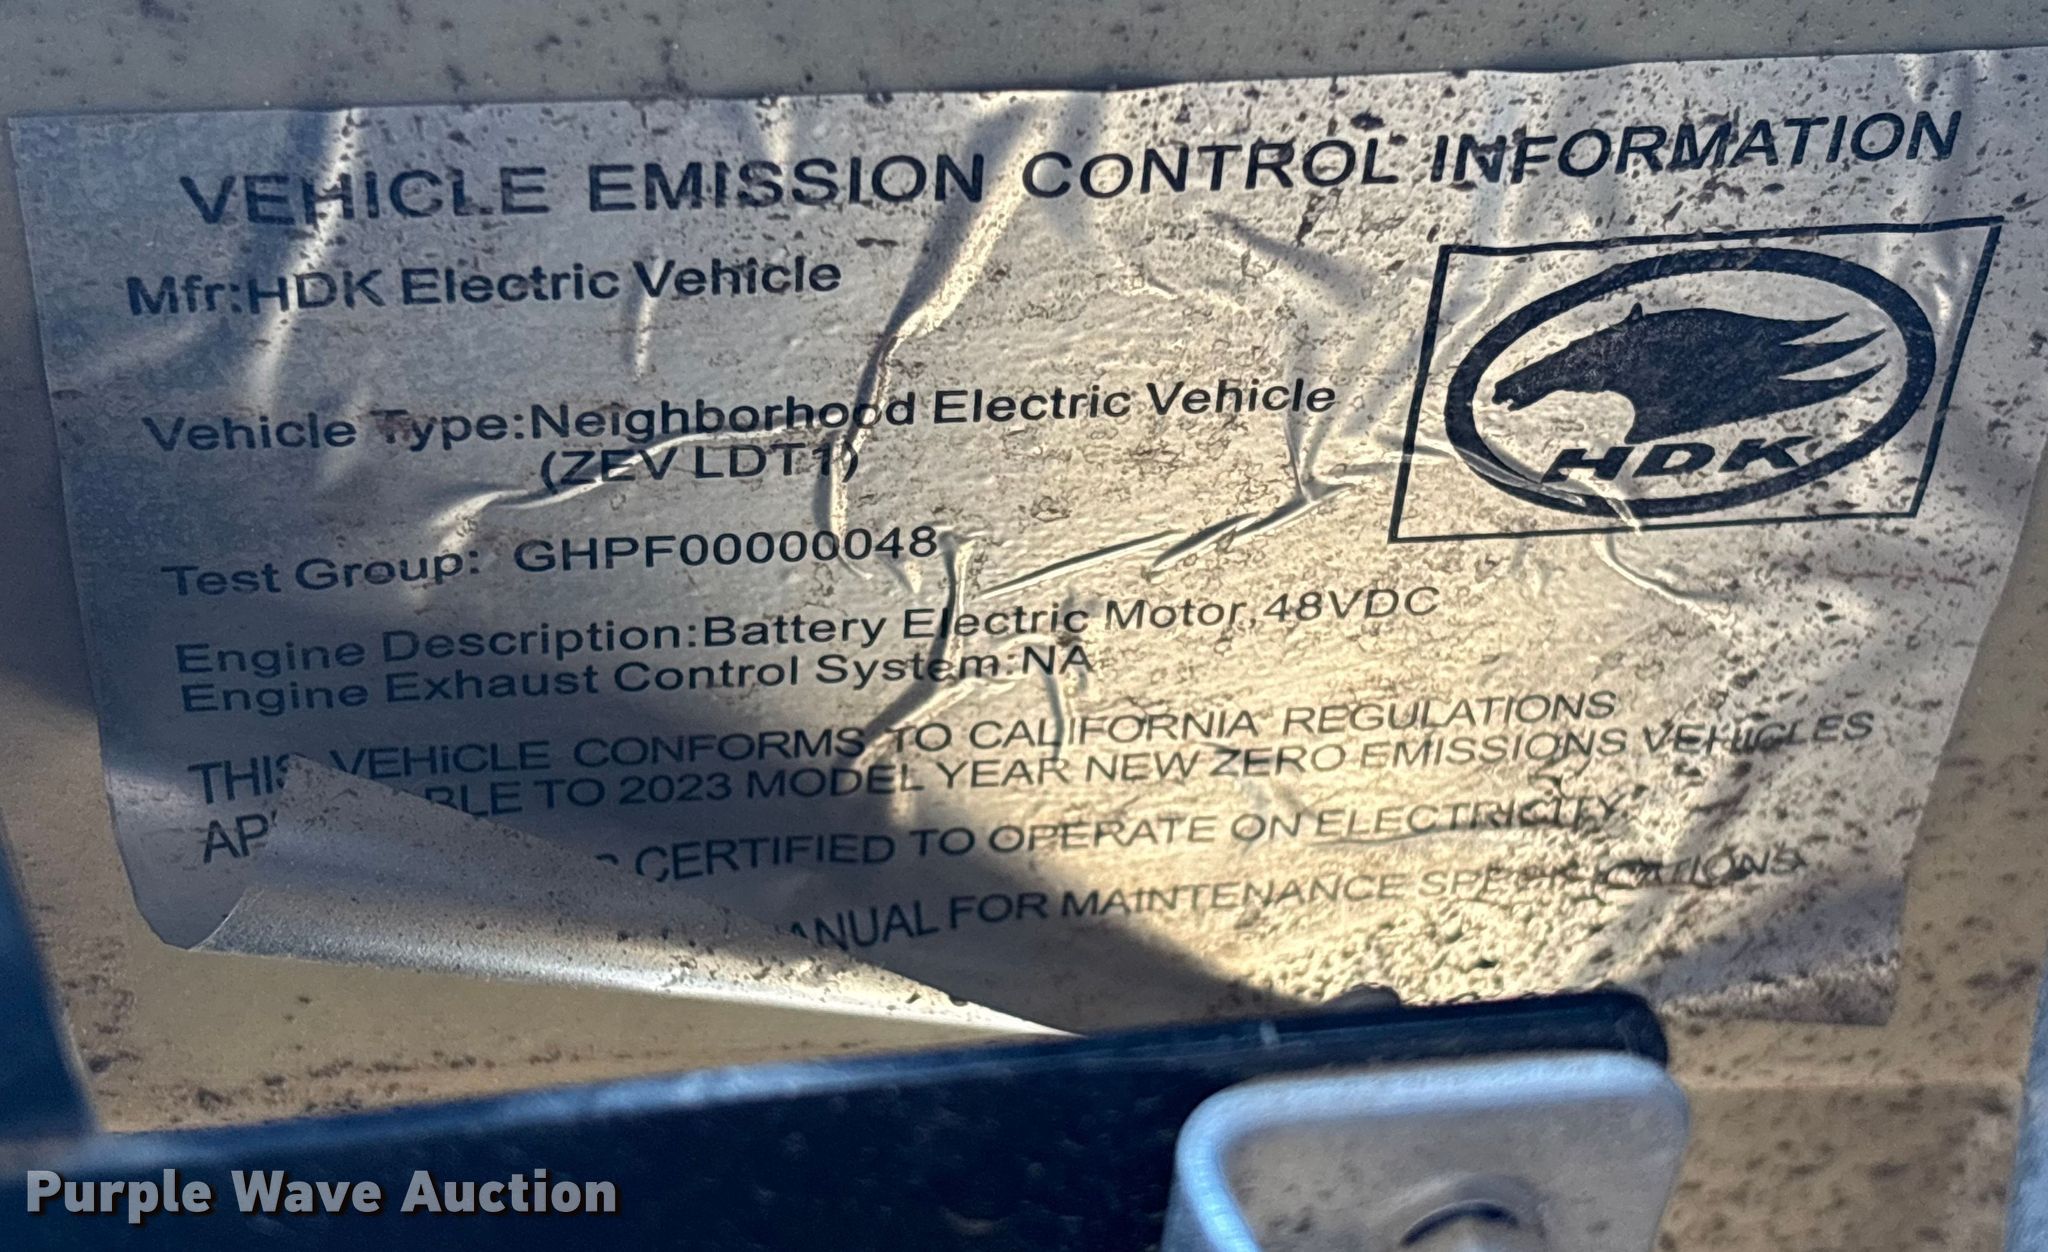 VEHICLE EMISSION CONTROL INFORMATION
Mfr:HDK Electric Vehicle
HDK
Vehicle Type:Neighborhood Electric Vehicle
(ZEV LDT1)
Test Group: GHPF00000048
Engine Description:Battery Electric Motor,48VDC
Engine Exhaust Control System:NA
THIS VEHiCLE CONFORMS TO CALIFORNIA REGULATIONS
TO 2023 MODEL YEAR NEW ZERO EMISSIONS VEHICLES
CERTIFIED TO OPERATE ON ELECTRICITY
FOR MAINTENANCE SPECIFICATIONS
Purple Wave Auction